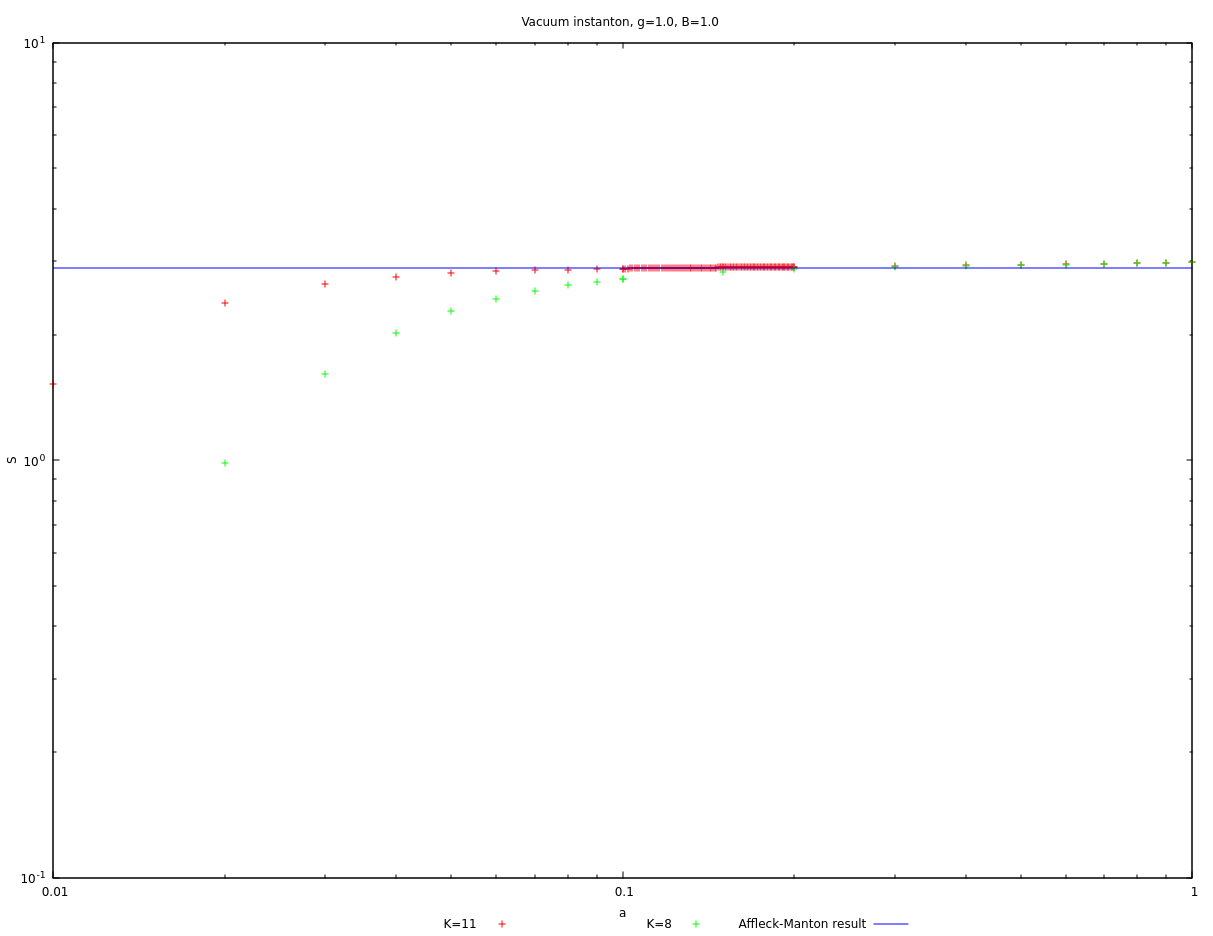 Vacuum instanton, g=1.0, B=1.0
10^1
S
10^0
10^-1
0.01
0.1
1
a
K=11
K=8
Affleck-Manton result